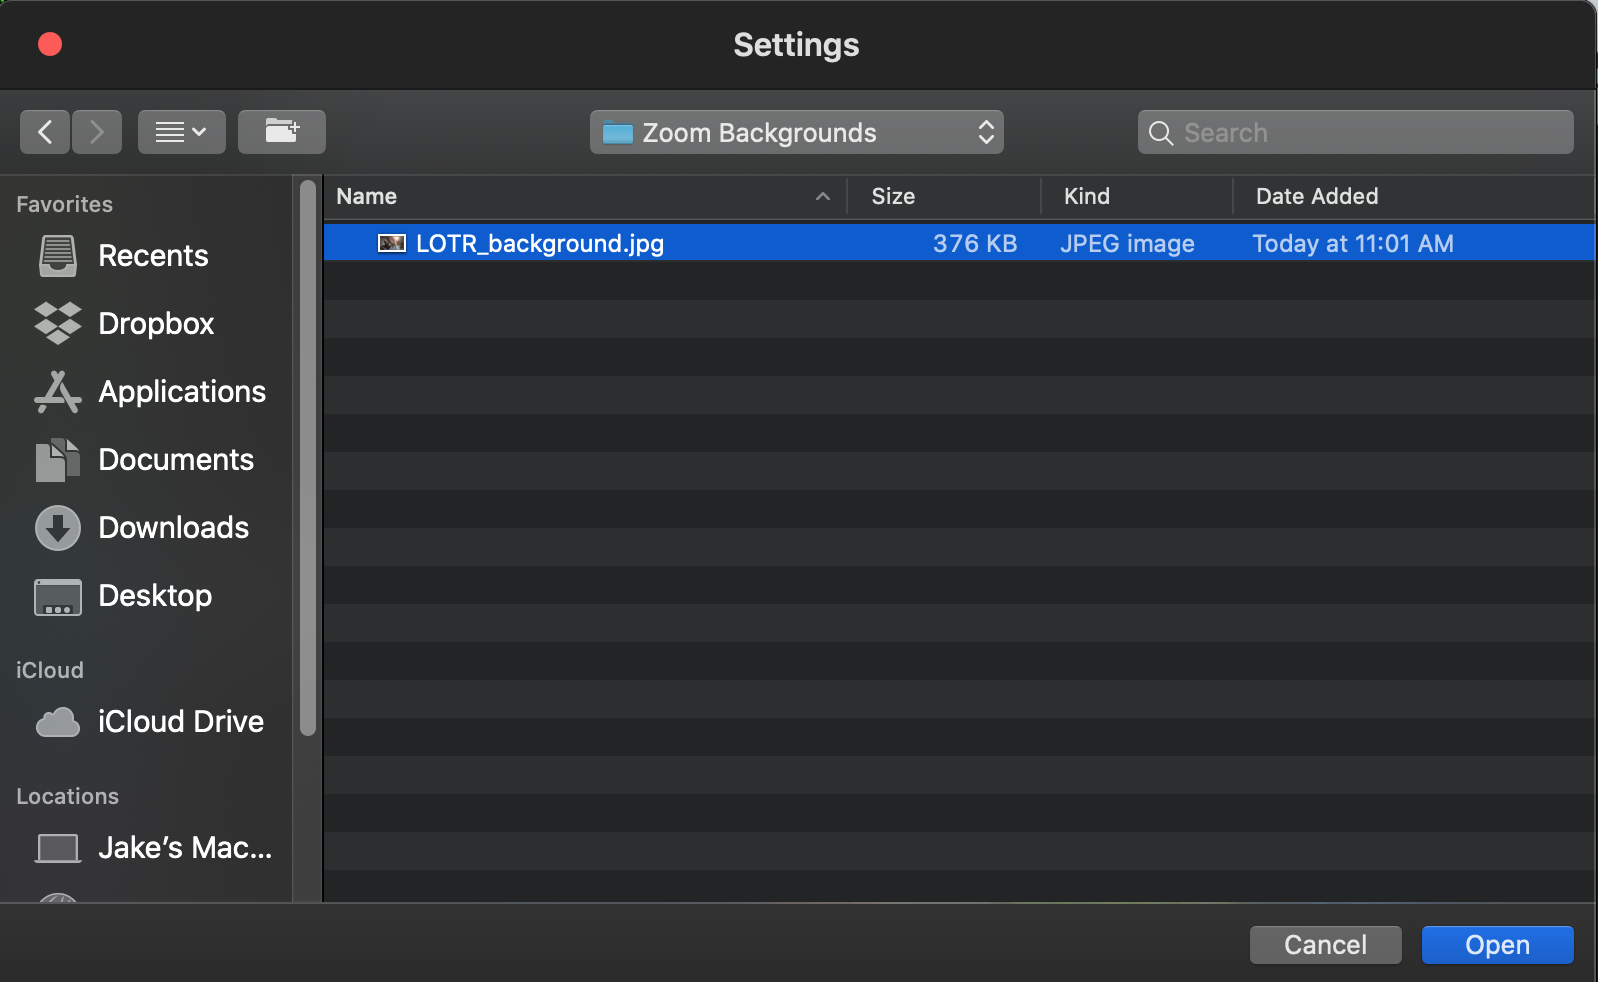 Settings
Zoom Backgrounds
Search
Favorites
Recents
Dropbox
Applications
Documents
Downloads
Desktop
iCloud
iCloud Drive
Locations
Jake’s Mac...
Name Size Kind Date Added
LOTR_background.jpg 376 KB JPEG image Today at 11:01 AM
Cancel Open